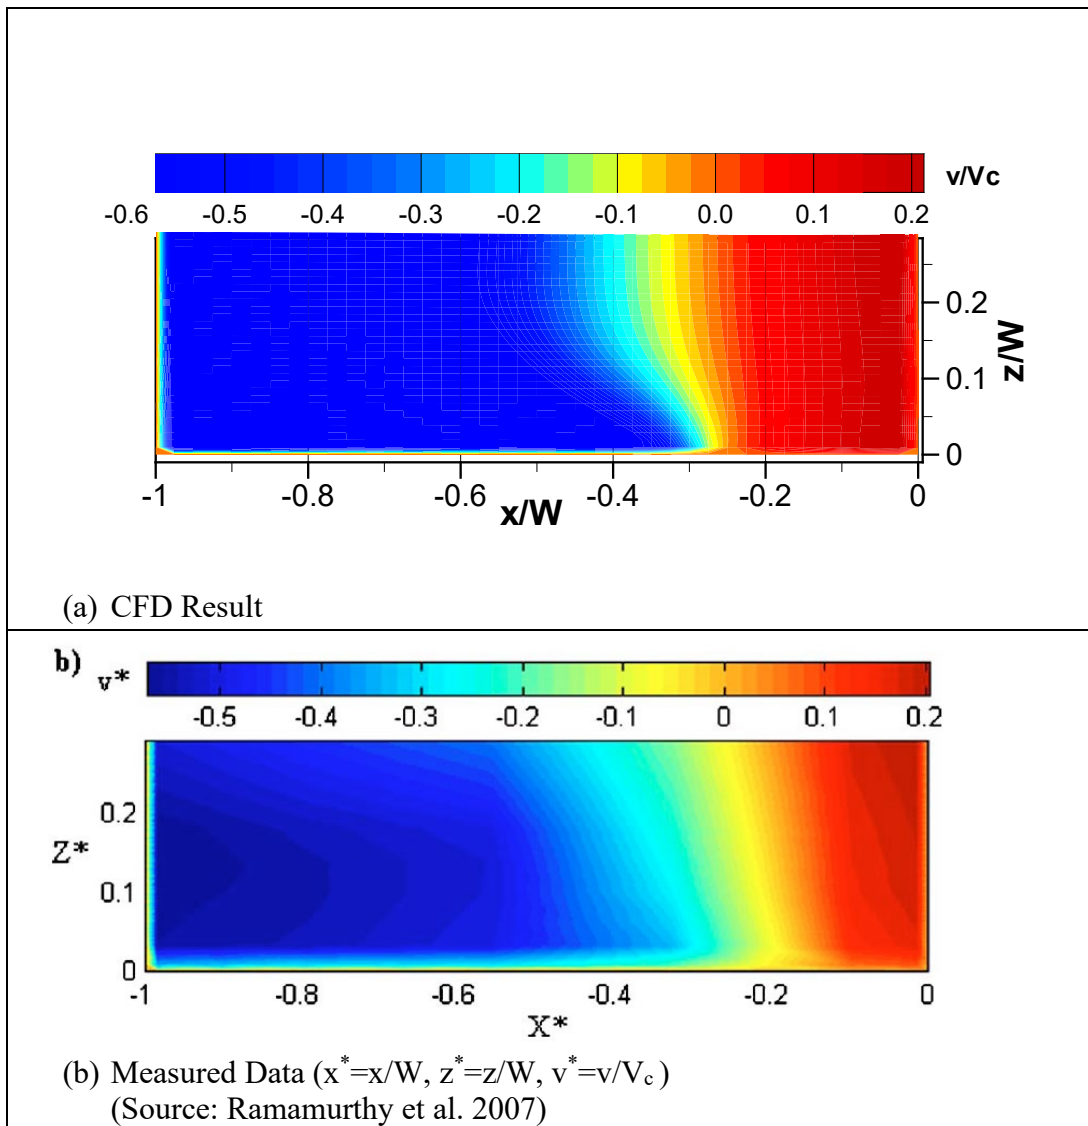 v/Vc
-0.6 -0.5 -0.4 -0.3 -0.2 -0.1 0.0 0.1 0.2
0.2
0.1
0
z/W
-1 -0.8 -0.6 -0.4 -0.2 0
x/W
(a) CFD Result
b) v*
-0.5 -0.4 -0.3 -0.2 -0.1 0 0.1 0.2
0.2
Z*
0.1
0
-1 -0.8 -0.6 -0.4 -0.2 0
X*
(b) Measured Data (x*=x/W, z*=z/W, v*=v/Vc )
(Source: Ramamurthy et al. 2007)